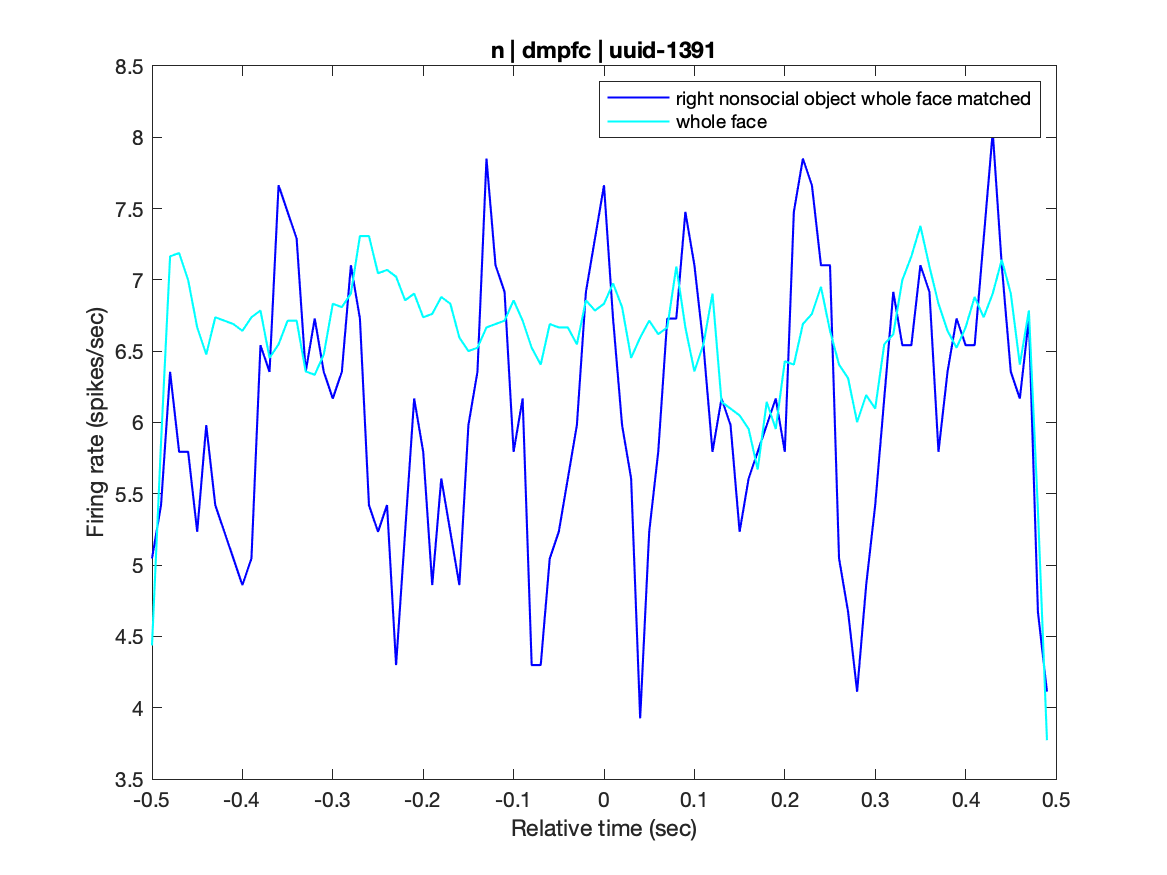 n | dmpfc | uuid-1391
right nonsocial object whole face matched
whole face
8.5
8
7.5
7
6.5
6
5.5
5
4.5
4
3.5
Firing rate (spikes/sec)
-0.5 -0.4 -0.3 -0.2 -0.1 0 0.1 0.2 0.3 0.4 0.5
Relative time (sec)